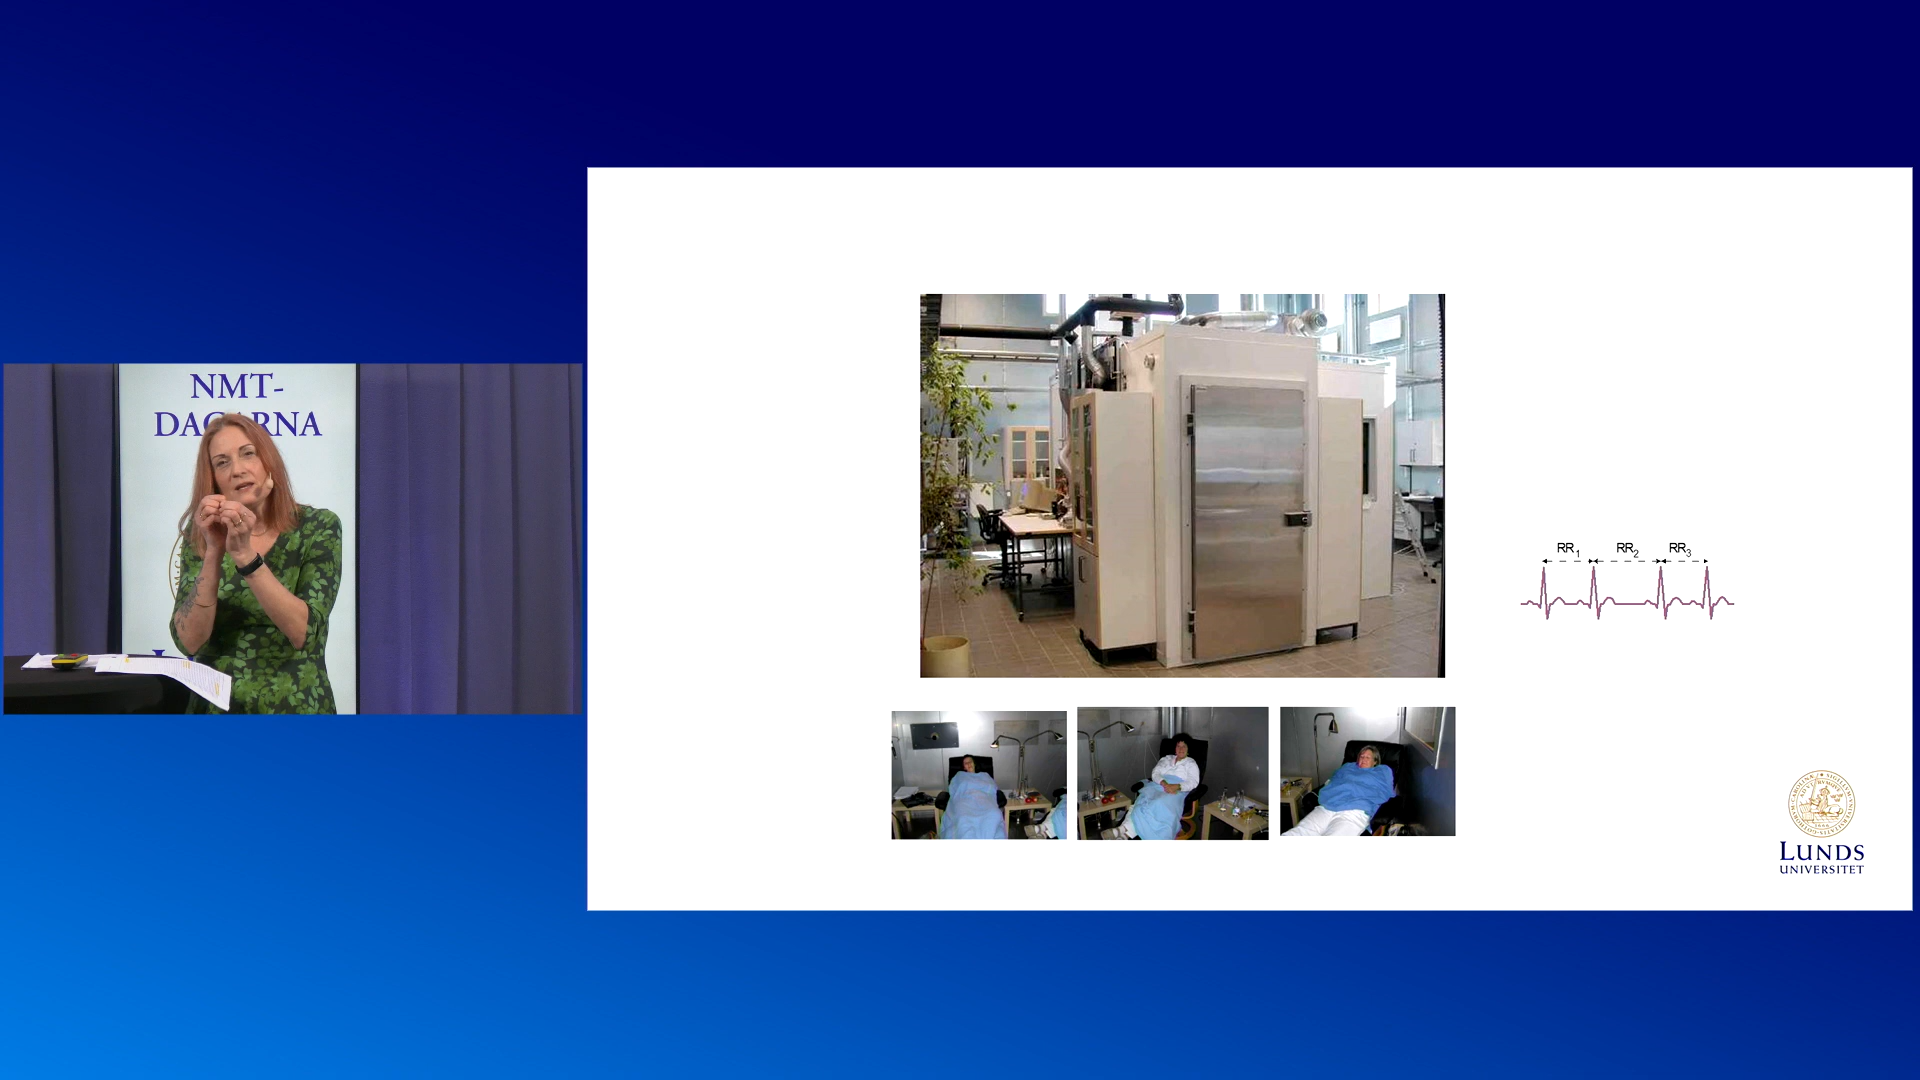 NMT-
DAGARNA
RR1
RR2
RR3
LUNDS
UNIVERSITET